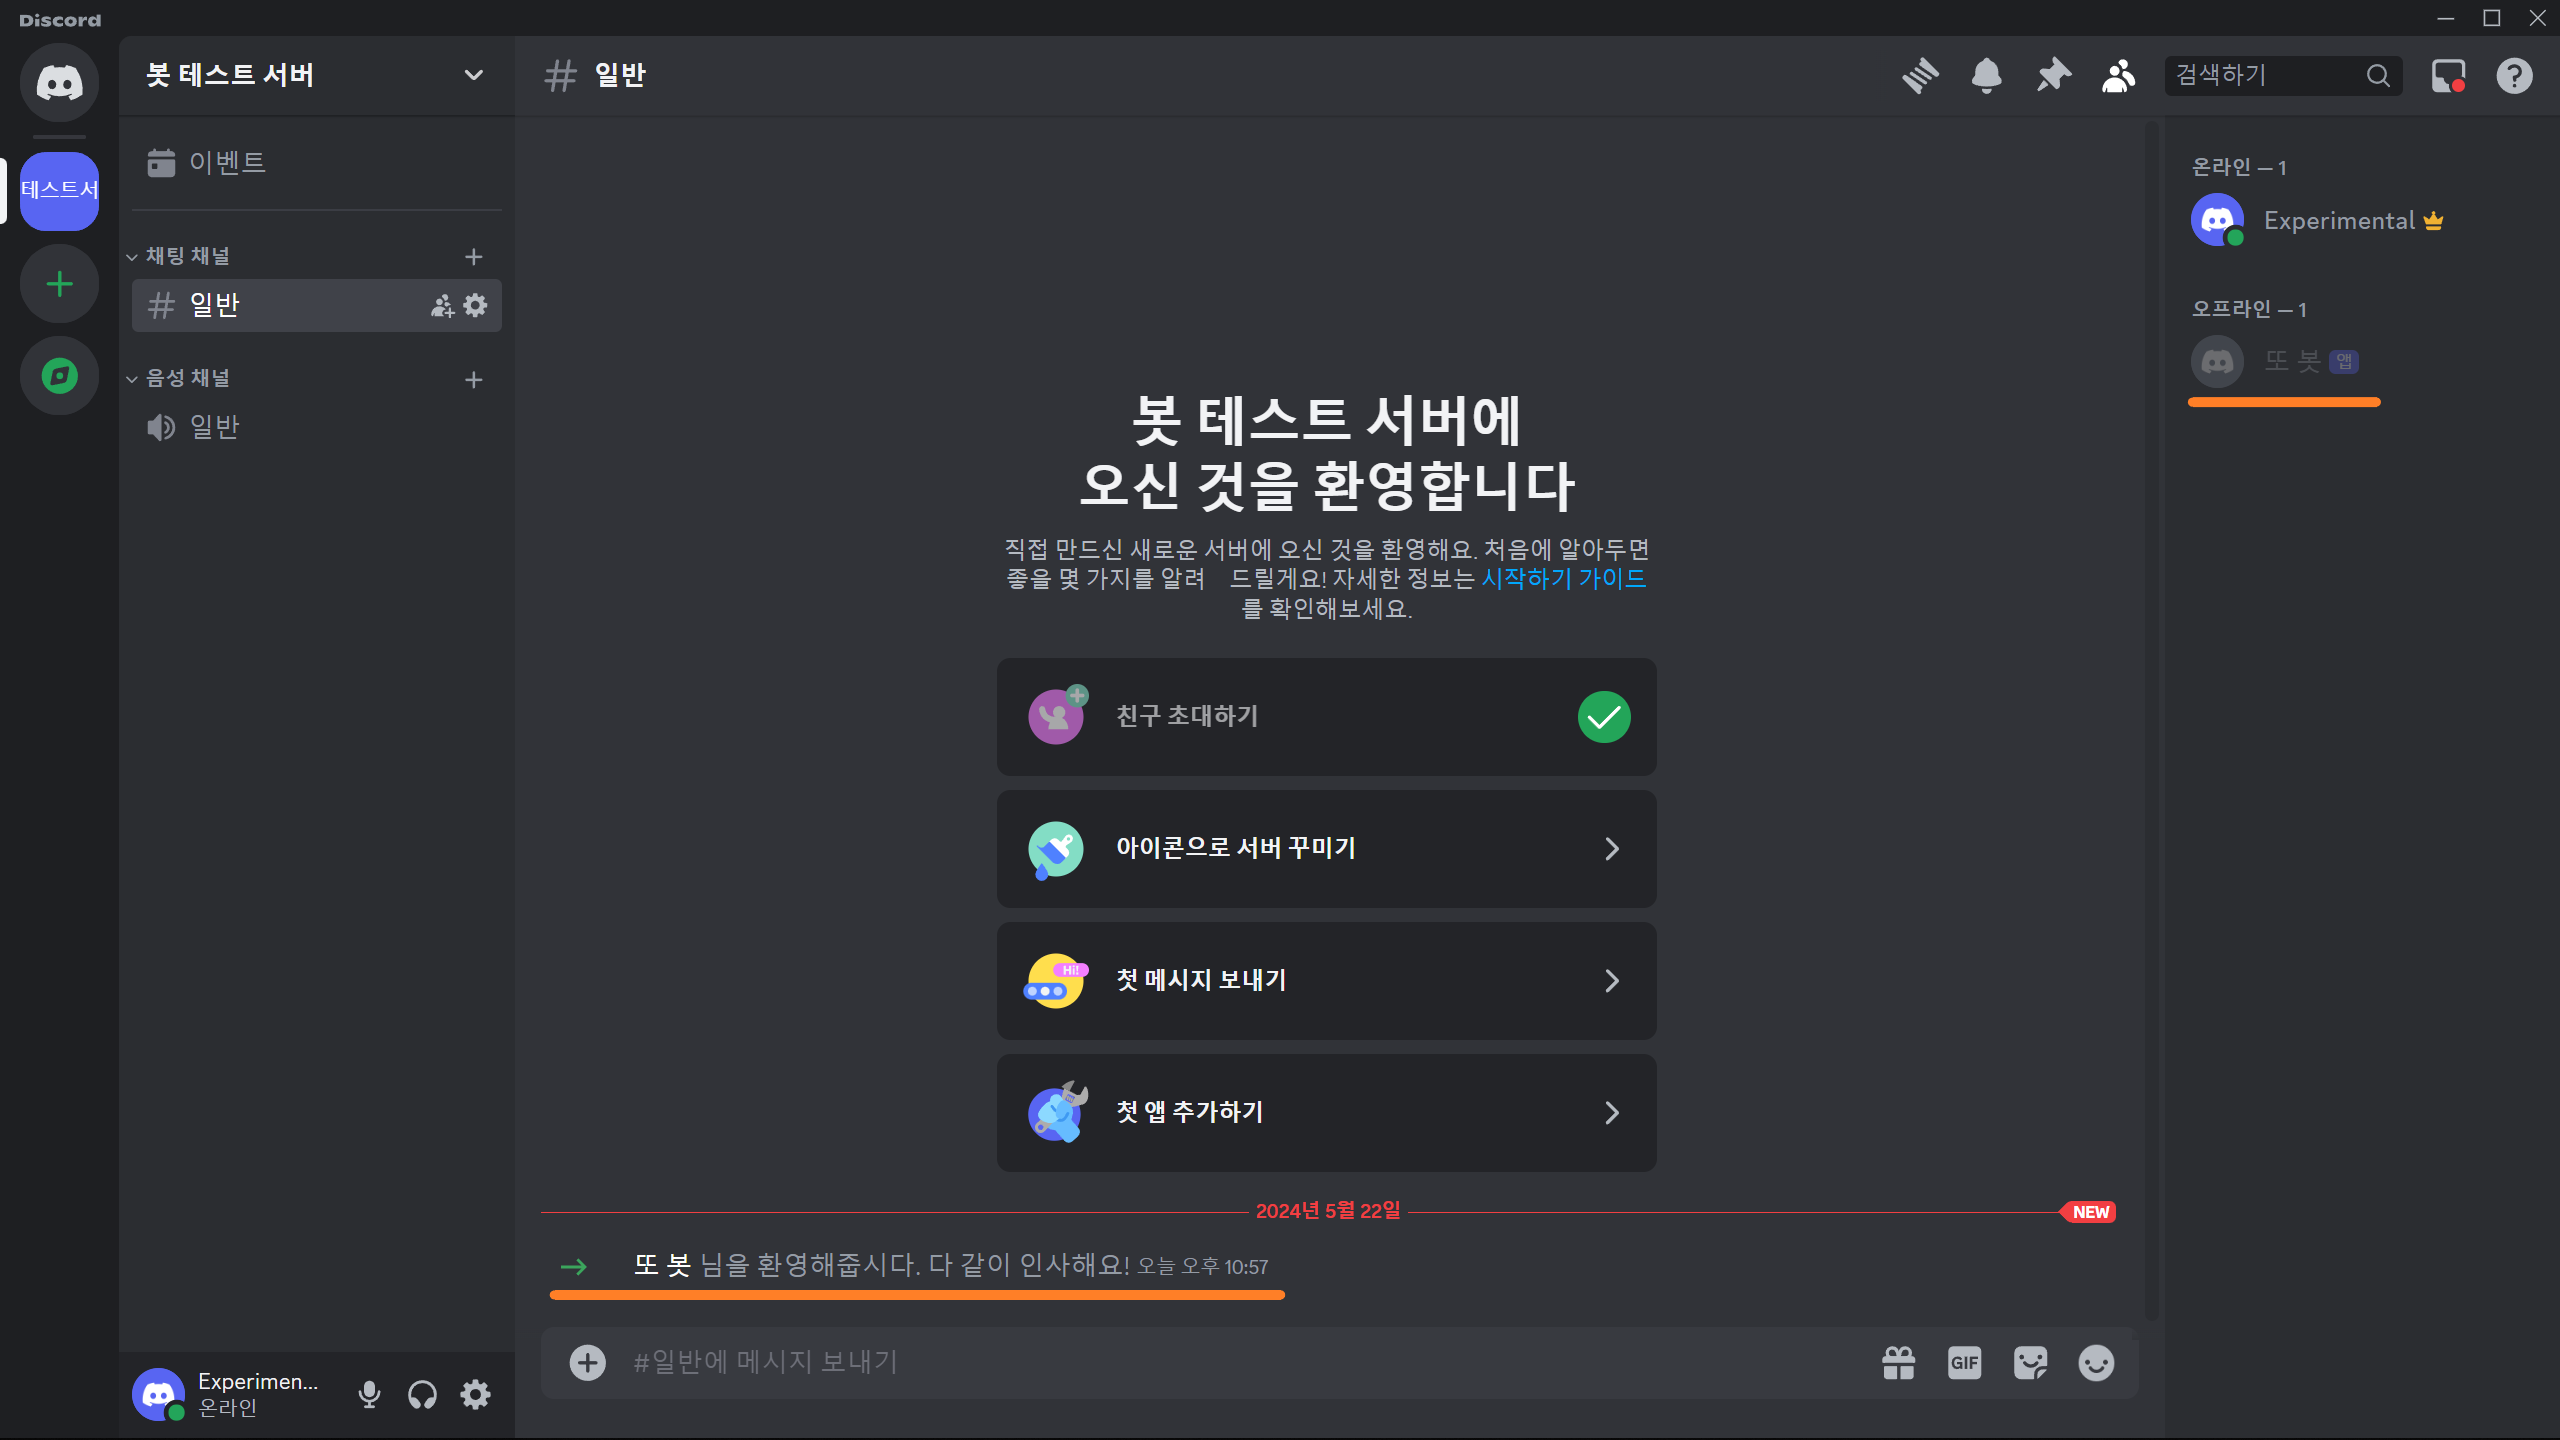 Discord
테스트서
봇 테스트 서버
이벤트
채팅 채널
일반
음성 채널
일반
Experimen...
온라인
일반
검색하기
봇 테스트 서버에
오신 것을 환영합니다
직접 만드신 새로운 서버에 오신 것을 환영해요. 처음에 알아두면
좋을 몇 가지를 알려 드릴게요! 자세한 정보는 시작하기 가이드
를 확인해보세요.
친구 초대하기
아이콘으로 서버 꾸미기
Hi!
첫 메시지 보내기
첫 앱 추가하기
2024년 5월 22일
NEW
또 봇 님을 환영해줍시다. 다 같이 인사해요! 오늘 오후 10:57
#일반에 메시지 보내기
GIF
온라인 — 1
Experimental
오프라인 — 1
또 봇 앱